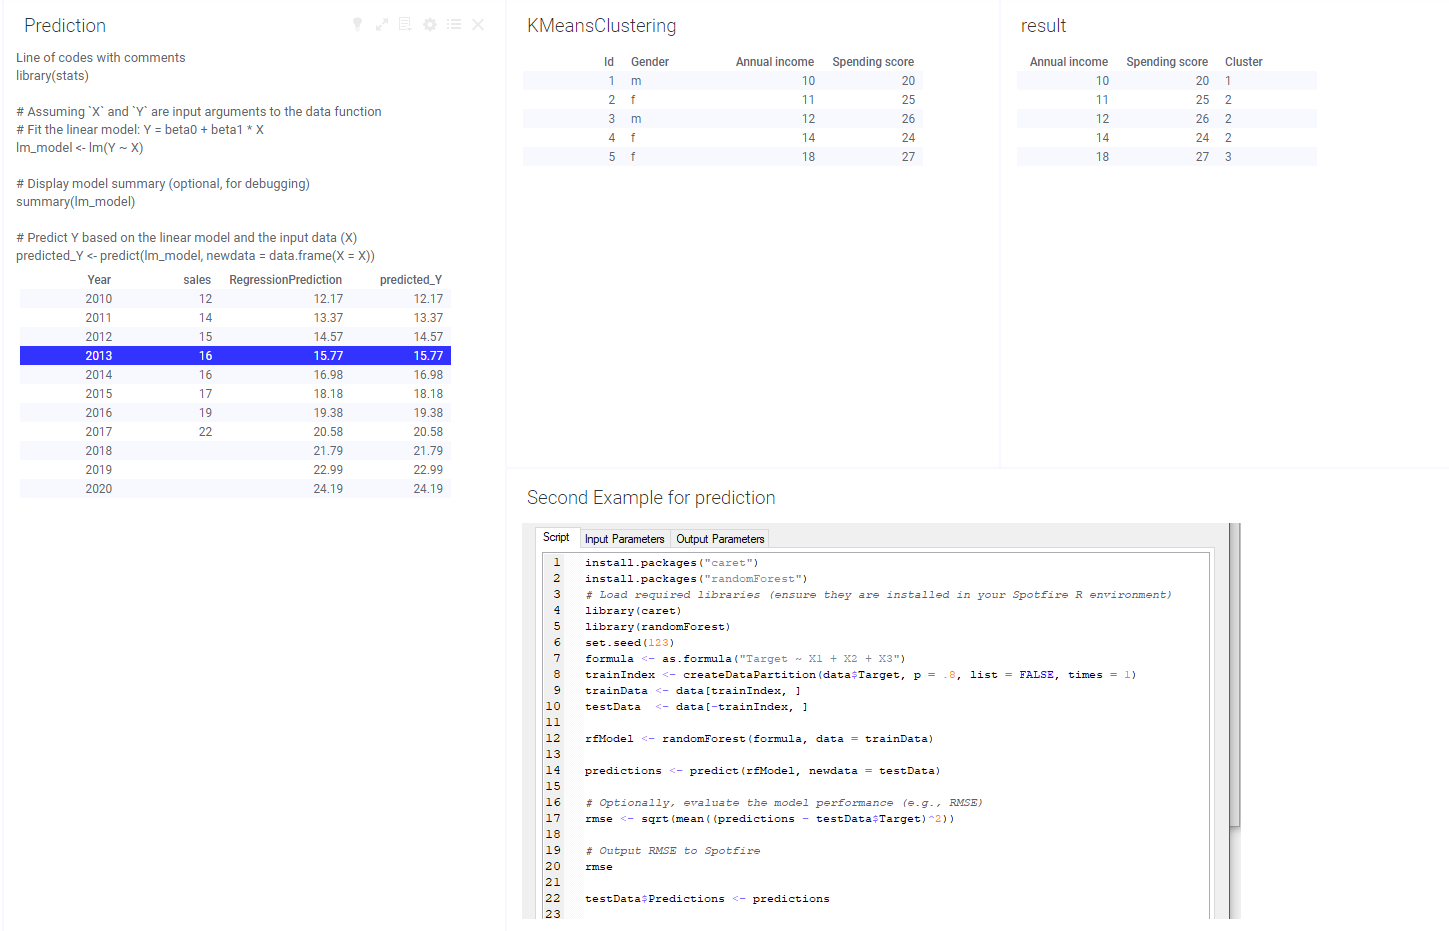 Prediction
Line of codes with comments
library(stats)
# Assuming `X` and `Y` are input arguments to the data function
# Fit the linear model: Y = beta0 + beta1 * X
lm_model <- lm(Y ~ X)
# Display model summary (optional, for debugging)
summary(lm_model)
# Predict Y based on the linear model and the input data (X)
predicted_Y <- predict(lm_model, newdata = data.frame(X = X))
Year sales RegressionPrediction predicted_Y
2010 12 12.17 12.17
2011 14 13.37 13.37
2012 15 14.57 14.57
2013 16 15.77 15.77
2014 16 16.98 16.98
2015 17 18.18 18.18
2016 19 19.38 19.38
2017 22 20.58 20.58
2018 21.79 21.79
2019 22.99 22.99
2020 24.19 24.19
KMeansClustering
Id Gender Annual income Spending score
1 m 10 20
2 f 11 25
3 m 12 26
4 f 14 24
5 f 18 27
result
Annual income Spending score Cluster
10 20 1
11 25 2
12 26 2
14 24 2
18 27 3
Second Example for prediction
Script Input Parameters Output Parameters
1 install.packages("caret")
2 install.packages("randomForest")
3 # Load required libraries (ensure they are installed in your Spotfire R environment)
4 library(caret)
5 library(randomForest)
6 set.seed(123)
7 formula <- as.formula("Target ~ X1 + X2 + X3")
8 trainIndex <- createDataPartition(data$Target, p = .8, list = FALSE, times = 1)
9 trainData <- data[trainIndex, ]
10 testData  <- data[-trainIndex, ]
11
12 rfModel <- randomForest(formula, data = trainData)
13
14 predictions <- predict(rfModel, newdata = testData)
15
16 # Optionally, evaluate the model performance (e.g., RMSE)
17 rmse <- sqrt(mean((predictions - testData$Target)^2))
18
19 # Output RMSE to Spotfire
20 rmse
21
22 testData$Predictions <- predictions
23